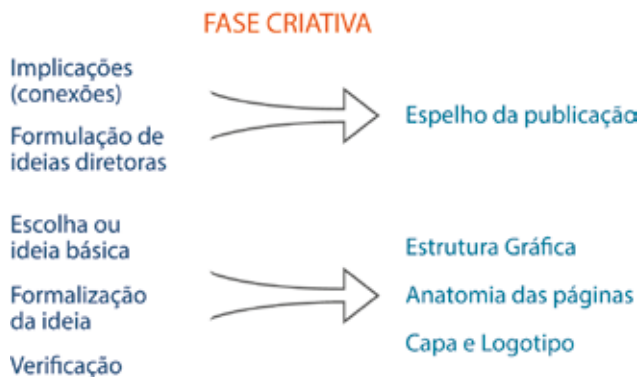 FASE CRIATIVA
Implicações
(conexões)
Formulação de
ideias diretoras
Espelho da publicação
Escolha ou
ideia básica
Formalização
da ideia
Verificação
Estrutura Gráfica
Anatomia das páginas
Capa e Logotipo